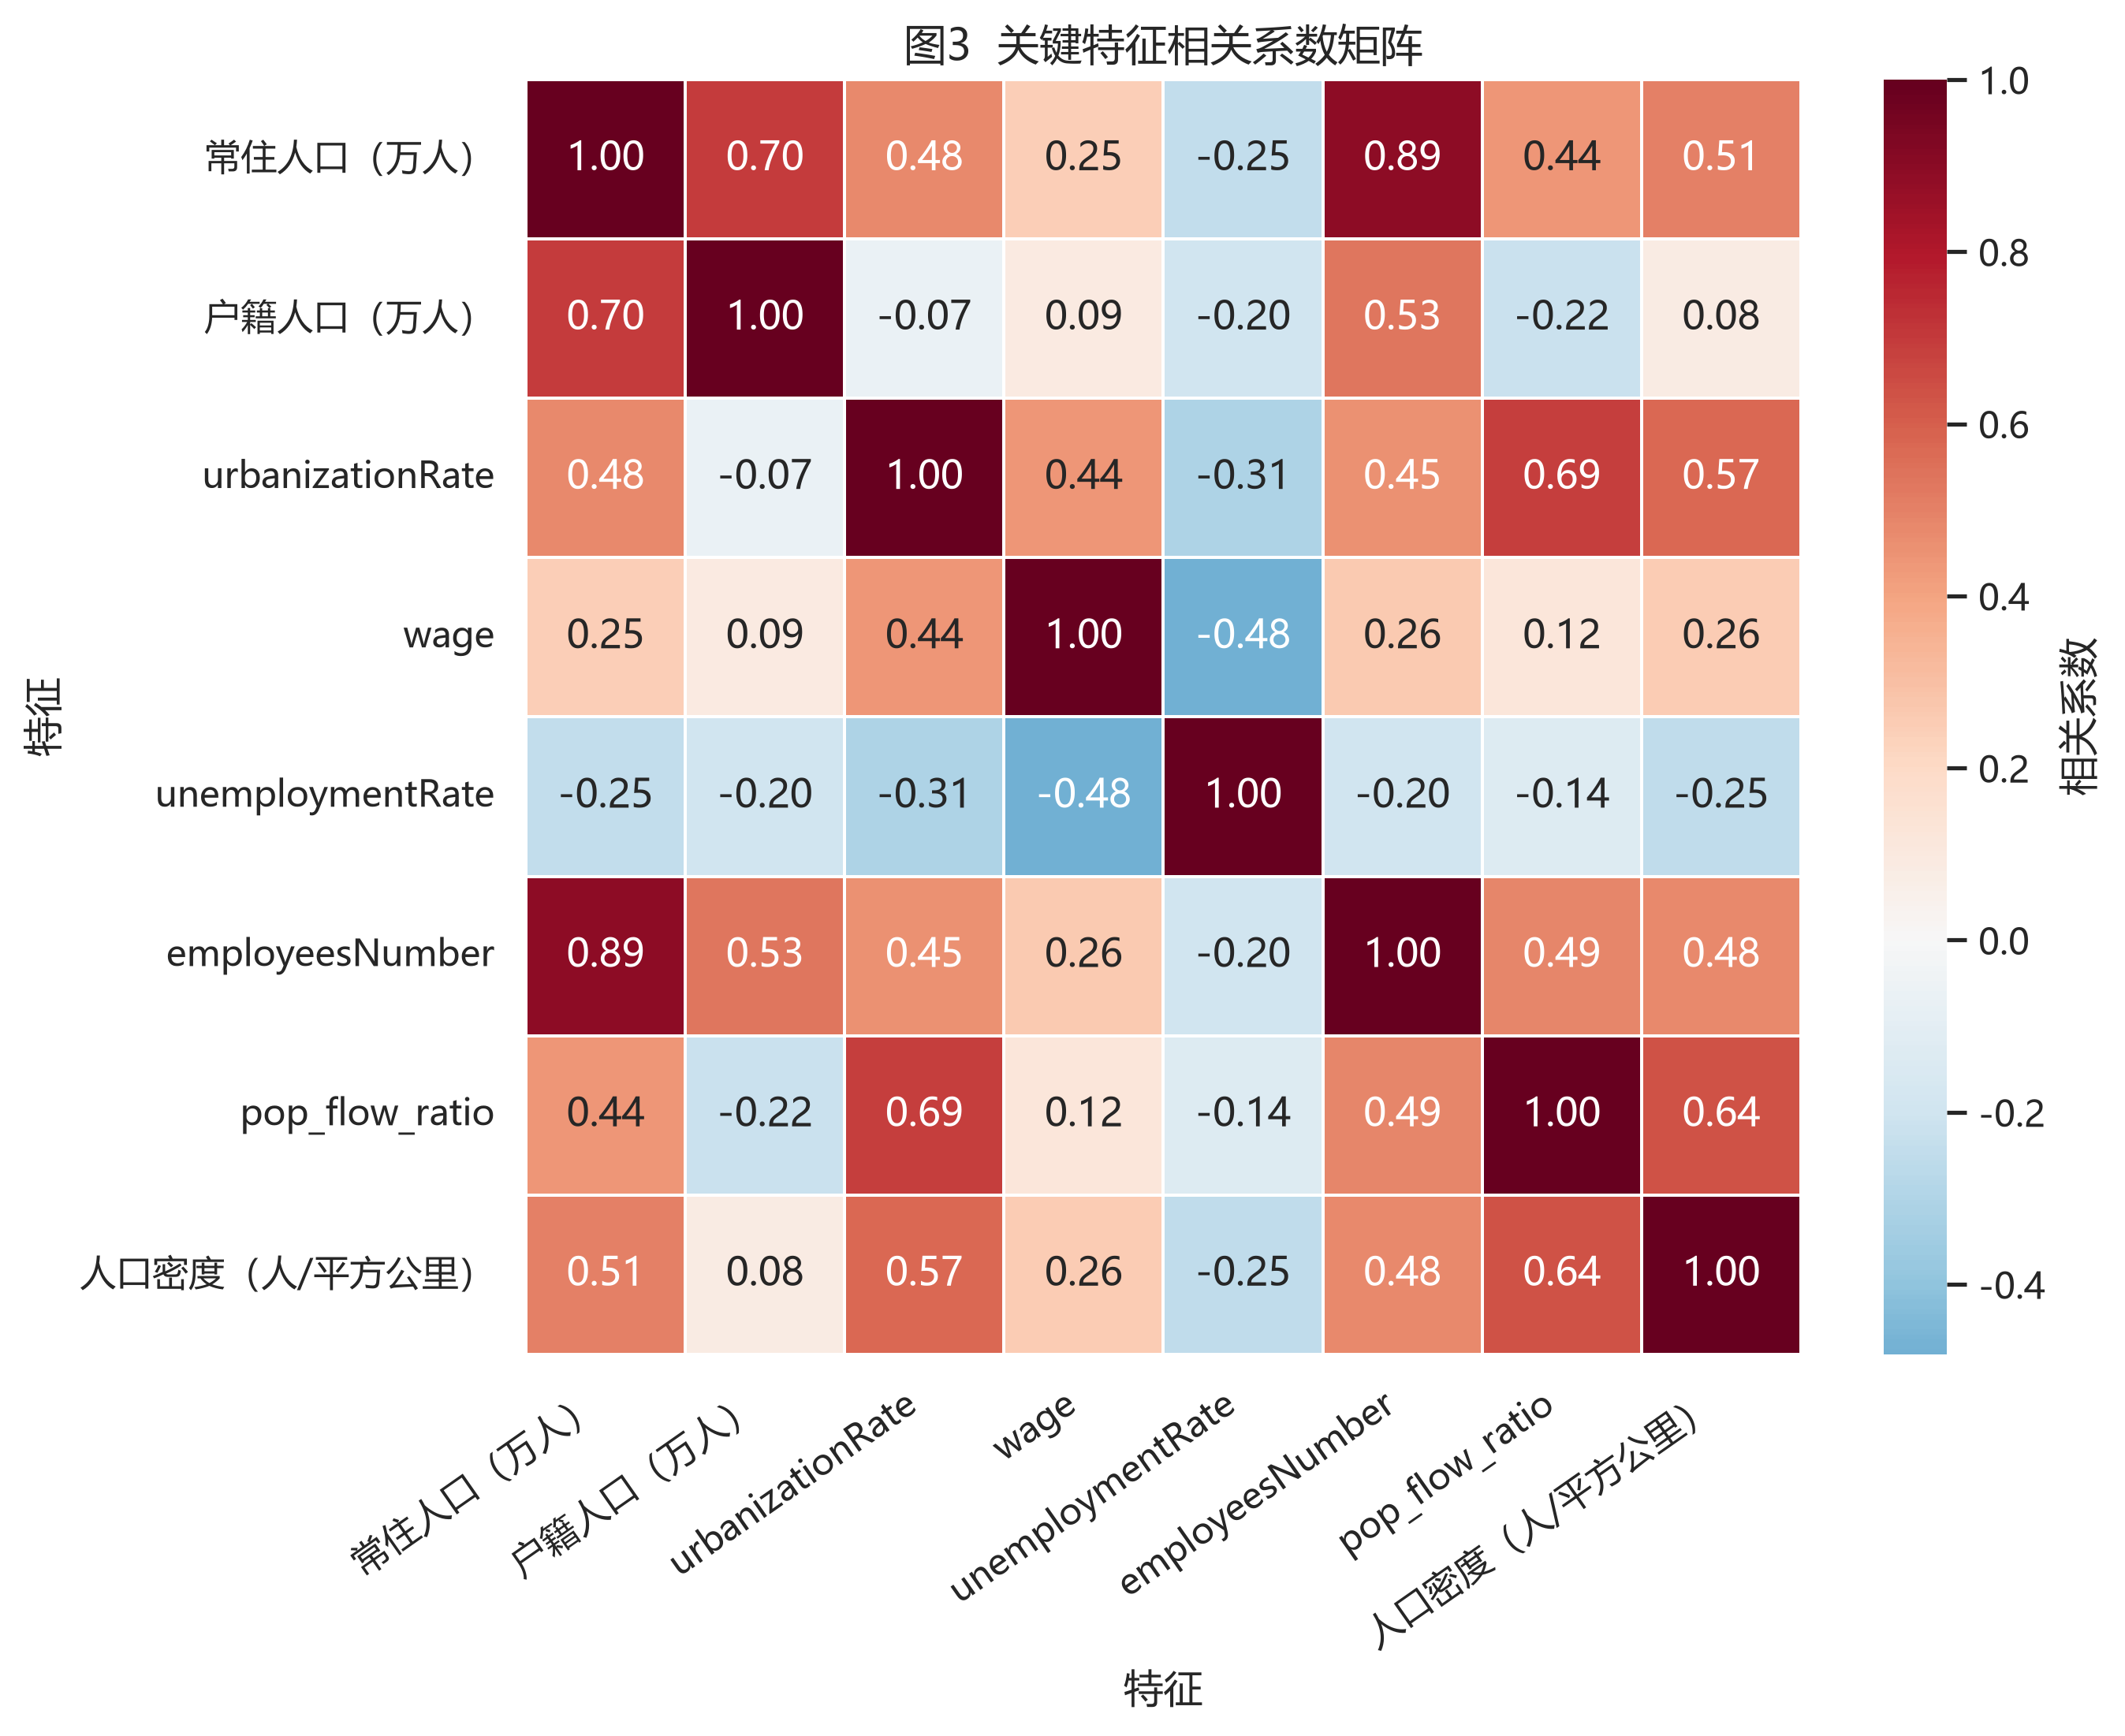 图3 关键特征相关系数矩阵
常住人口（万人） 1.00 0.70 0.48 0.25 -0.25 0.89 0.44 0.51
户籍人口（万人） 0.70 1.00 -0.07 0.09 -0.20 0.53 -0.22 0.08
urbanizationRate 0.48 -0.07 1.00 0.44 -0.31 0.45 0.69 0.57
wage 0.25 0.09 0.44 1.00 -0.48 0.26 0.12 0.26
unemploymentRate -0.25 -0.20 -0.31 -0.48 1.00 -0.20 -0.14 -0.25
employeesNumber 0.89 0.53 0.45 0.26 -0.20 1.00 0.49 0.48
pop_flow_ratio 0.44 -0.22 0.69 0.12 -0.14 0.49 1.00 0.64
人口密度（人/平方公里） 0.51 0.08 0.57 0.26 -0.25 0.48 0.64 1.00
特征
常住人口（万人）
户籍人口（万人）
urbanizationRate
wage
unemploymentRate
employeesNumber
pop_flow_ratio
人口密度（人/平方公里）
特征
1.0
0.8
0.6
0.4
0.2
0.0
-0.2
-0.4
相关系数